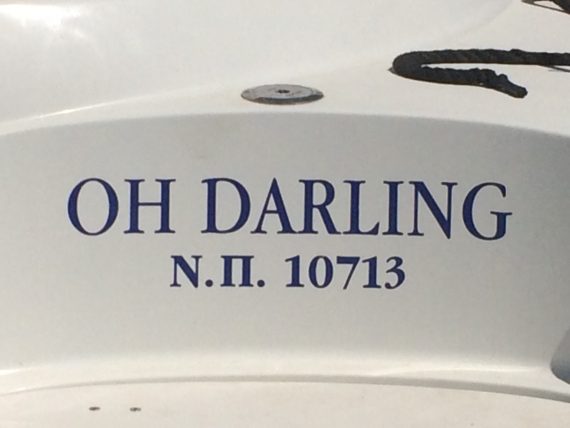 OH DARLING
Ν.Π. 10713